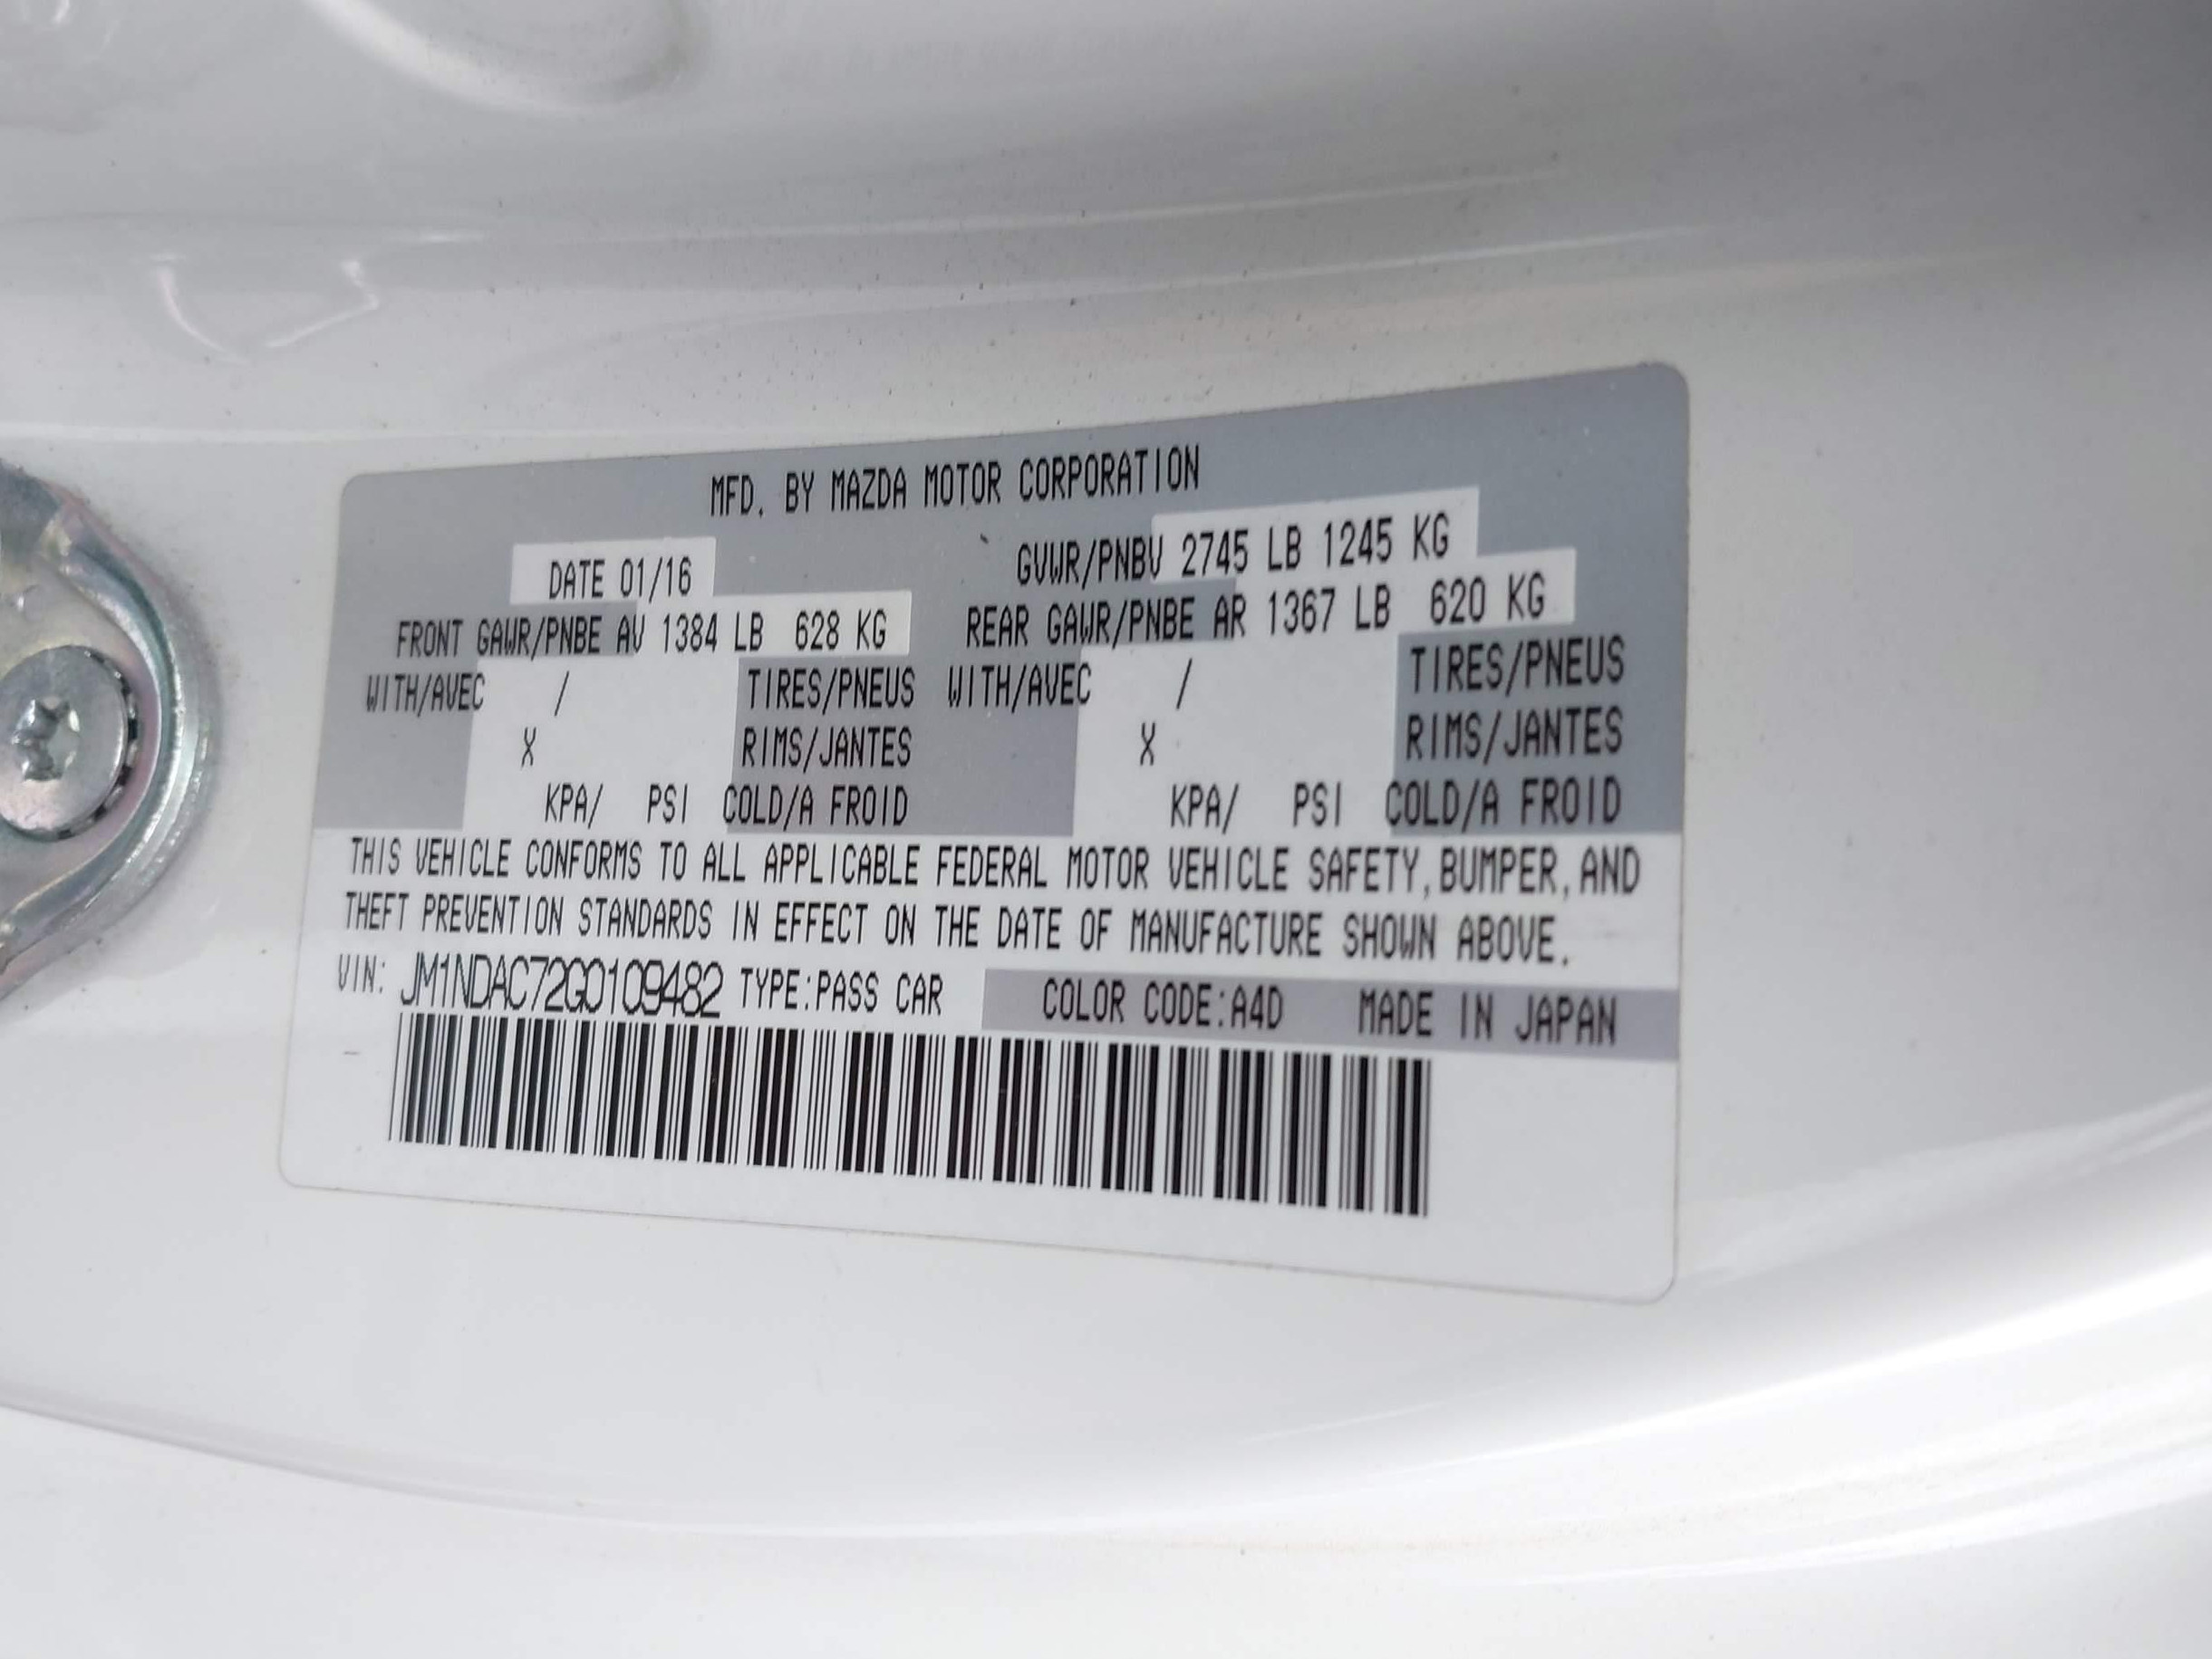 MFD. BY MAZDA MOTOR CORPORATION
DATE 01/16 GVWR/PNBV 2745 LB 1245 KG
FRONT GAWR/PNBE AV 1384 LB 628 KG REAR GAWR/PNBE AR 1367 LB 620 KG
WITH/AVEC / TIRES/PNEUS WITH/AVEC / TIRES/PNEUS
X RIMS/JANTES X RIMS/JANTES
KPA/ PSI COLD/A FROID KPA/ PSI COLD/A FROID
THIS VEHICLE CONFORMS TO ALL APPLICABLE FEDERAL MOTOR VEHICLE SAFETY, BUMPER, AND
THEFT PREVENTION STANDARDS IN EFFECT ON THE DATE OF MANUFACTURE SHOWN ABOVE.
VIN: JM1NDAC72G0109482 TYPE:PASS CAR COLOR CODE:A4D MADE IN JAPAN